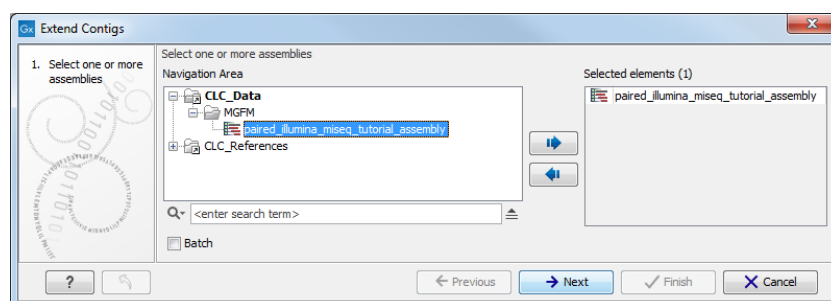 Gx Extend Contigs
1. Select one or more
assemblies
Select one or more assemblies
Navigation Area
CLC_Data
MGFM
paired_illumina_miseq_tutorial_assembly
CLC_References
<enter search term>
Batch
Selected elements (1)
paired_illumina_miseq_tutorial_assembly
?
Previous
Next
Finish
Cancel